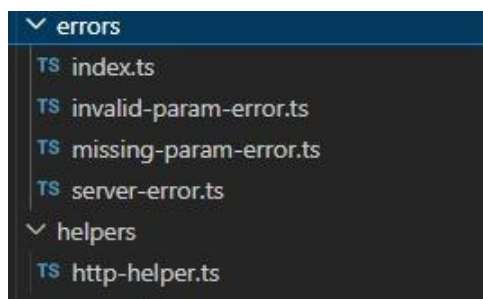 errors
TS index.ts
TS invalid-param-error.ts
TS missing-param-error.ts
TS server-error.ts
helpers
TS http-helper.ts